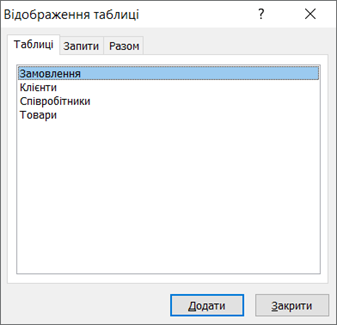 Відображення таблиці
?
Таблиці Запити Разом
Замовлення
Клієнти
Співробітники
Товари
Додати Закрити